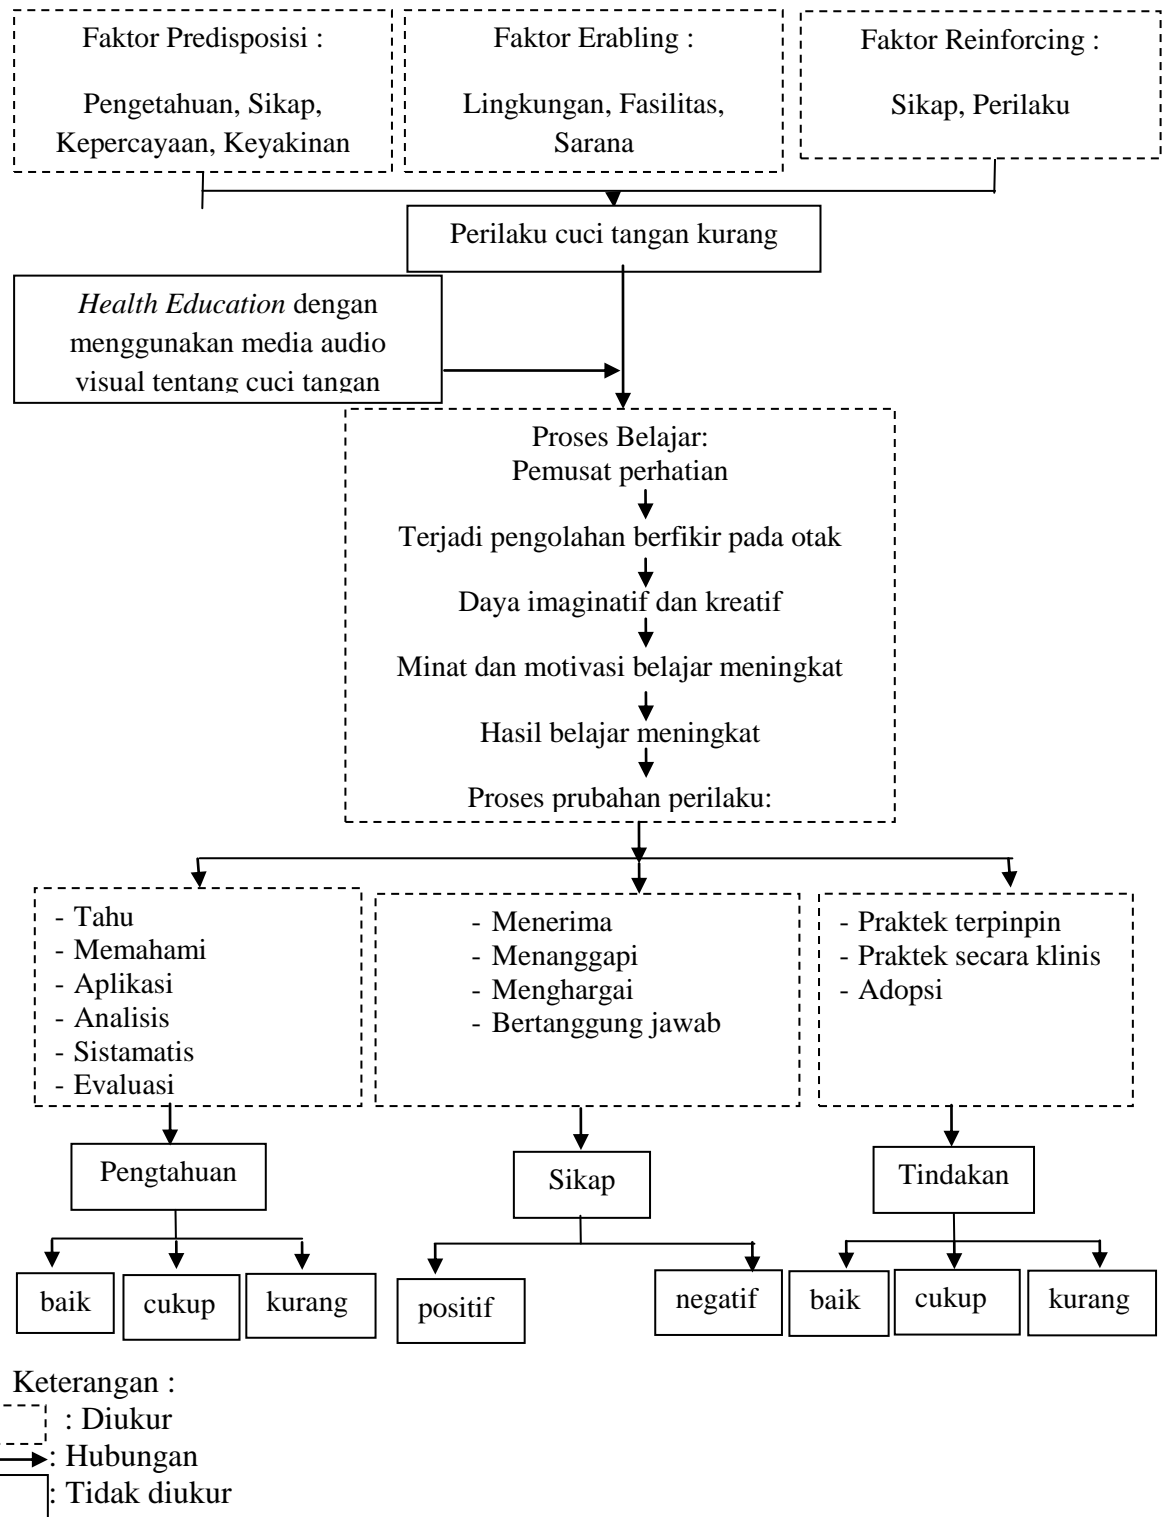 Faktor Predisposisi :
Pengetahuan, Sikap,
Kepercayaan, Keyakinan
Faktor Erabling :
Lingkungan, Fasilitas,
Sarana
Faktor Reinforcing :
Sikap, Perilaku
Perilaku cuci tangan kurang
Health Education dengan
menggunakan media audio
visual tentang cuci tangan
Proses Belajar:
Pemusat perhatian
Terjadi pengolahan berfikir pada otak
Daya imaginatif dan kreatif
Minat dan motivasi belajar meningkat
Hasil belajar meningkat
Proses prubahan perilaku:
- Tahu
- Memahami
- Aplikasi
- Analisis
- Sistamatis
- Evaluasi
- Menerima
- Menanggapi
- Menghargai
- Bertanggung jawab
- Praktek terpinpin
- Praktek secara klinis
- Adopsi
Pengtahuan
Sikap
Tindakan
baik
cukup
kurang
positif
negatif
baik
cukup
kurang
Keterangan :
: Diukur
: Hubungan
: Tidak diukur